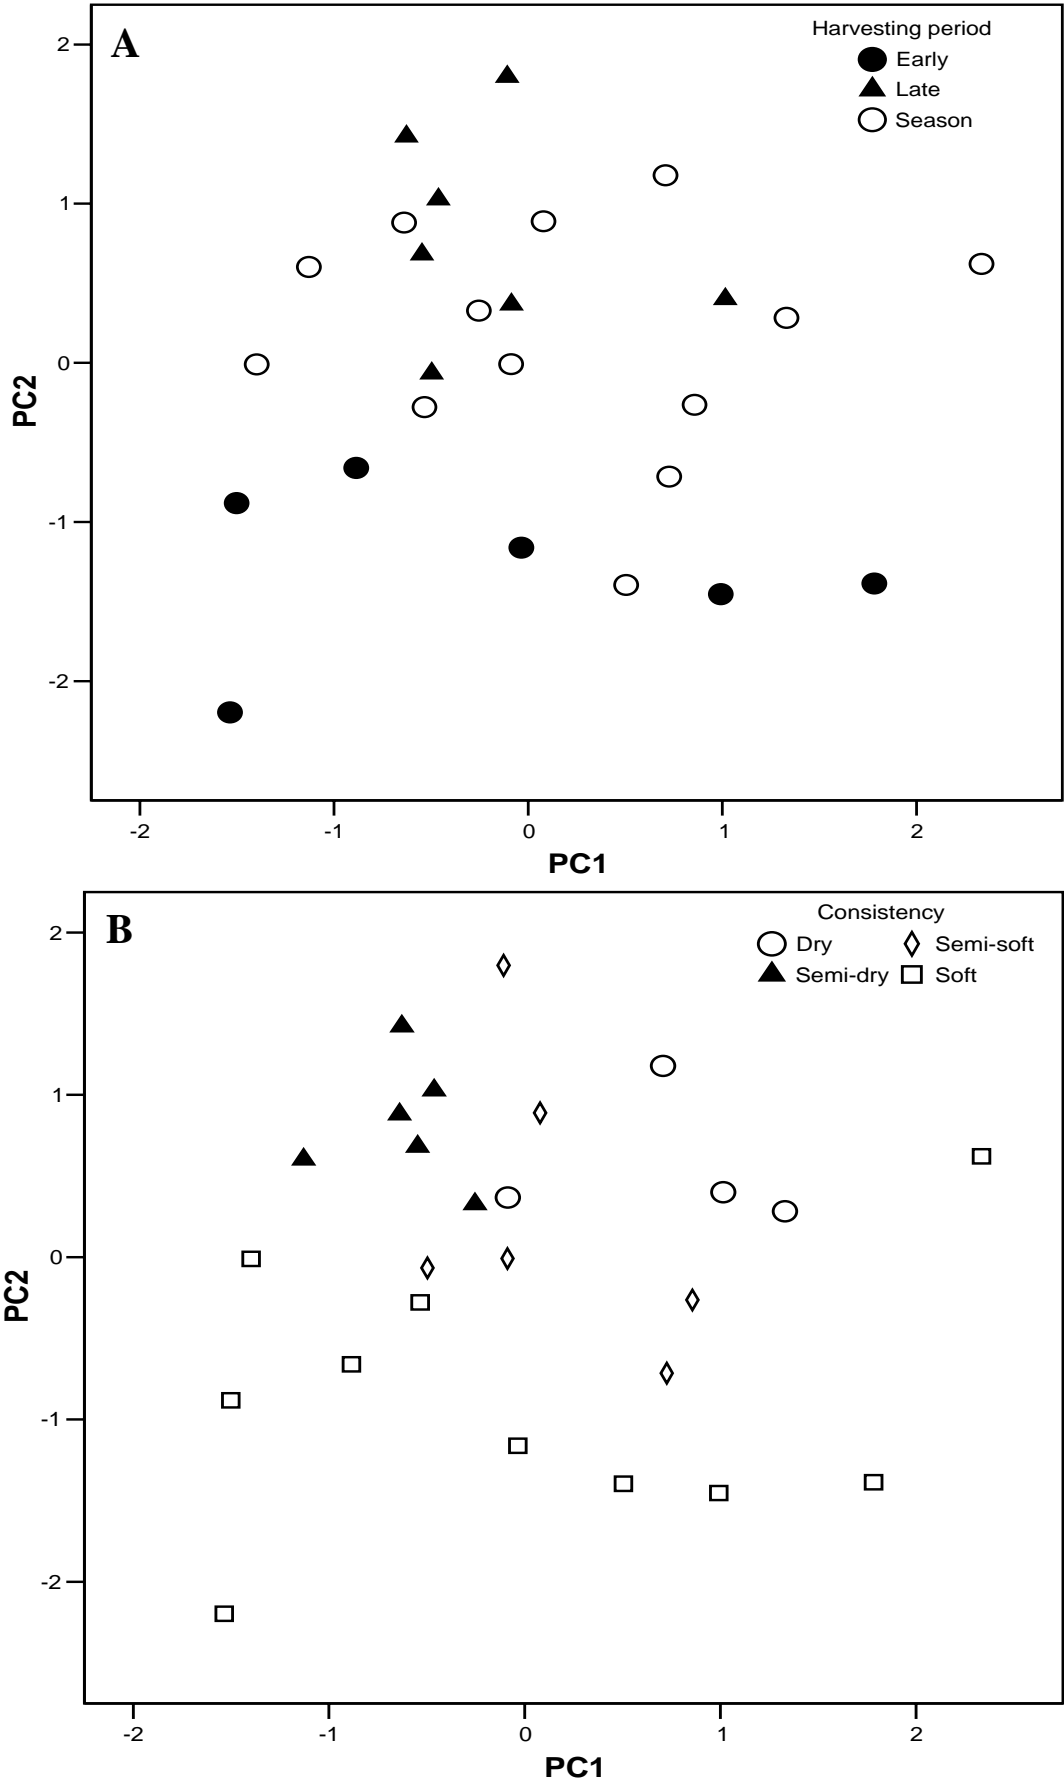 A
Harvesting period
Early
Late
Season
2
1
0
-1
-2
PC2
-2 -1 0 1 2
PC1
B
Consistency
Dry Semi-soft
Semi-dry Soft
2
1
0
-1
-2
PC2
-2 -1 0 1 2
PC1